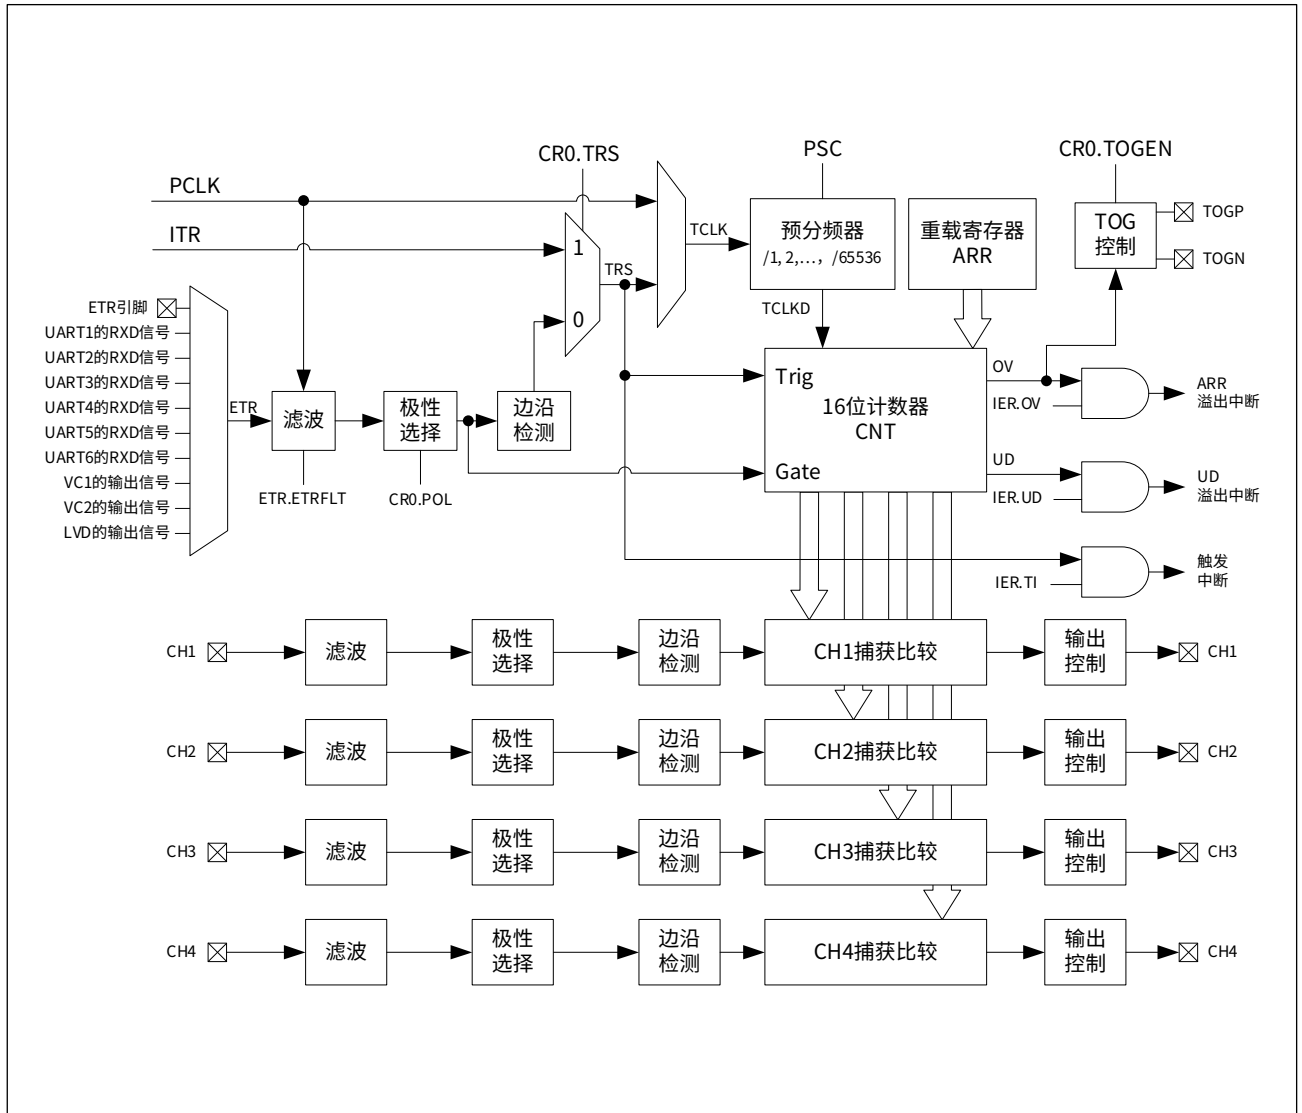 CR0.TRS
PSC
CR0.TOGEN
PCLK
ITR
TCLK
预分频器
/1, 2,…，/65536
重载寄存器
ARR
TOG
控制
TOGP
TOGN
1
0
TRS
TCLKD
ETR引脚
UART1的RXD信号
UART2的RXD信号
UART3的RXD信号
UART4的RXD信号
UART5的RXD信号
UART6的RXD信号
VC1的输出信号
VC2的输出信号
LVD的输出信号
ETR
滤波
极性
选择
边沿
检测
ETR.ETRFLT
CR0.POL
Trig
16位计数器
CNT
Gate
OV
IER.OV
ARR
溢出中断
UD
IER.UD
UD
溢出中断
IER.TI
触发
中断
CH1
滤波
极性
选择
边沿
检测
CH1捕获比较
输出
控制
CH1
CH2
滤波
极性
选择
边沿
检测
CH2捕获比较
输出
控制
CH2
CH3
滤波
极性
选择
边沿
检测
CH3捕获比较
输出
控制
CH3
CH4
滤波
极性
选择
边沿
检测
CH4捕获比较
输出
控制
CH4